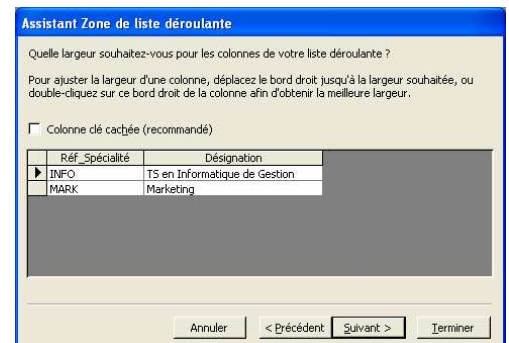 Assistant Zone de liste déroulante
Quelle largeur souhaitez-vous pour les colonnes de votre liste déroulante ?
Pour ajuster la largeur d'une colonne, déplacez le bord droit jusqu'à la largeur souhaitée, ou
double-cliquez sur ce bord droit de la colonne afin d'obtenir la meilleure largeur.
Colonne clé cachée (recommandé)
Réf_Spécialité Désignation
INFO TS en Informatique de Gestion
MARK Marketing
Annuler < Précédent Suivant > Terminer